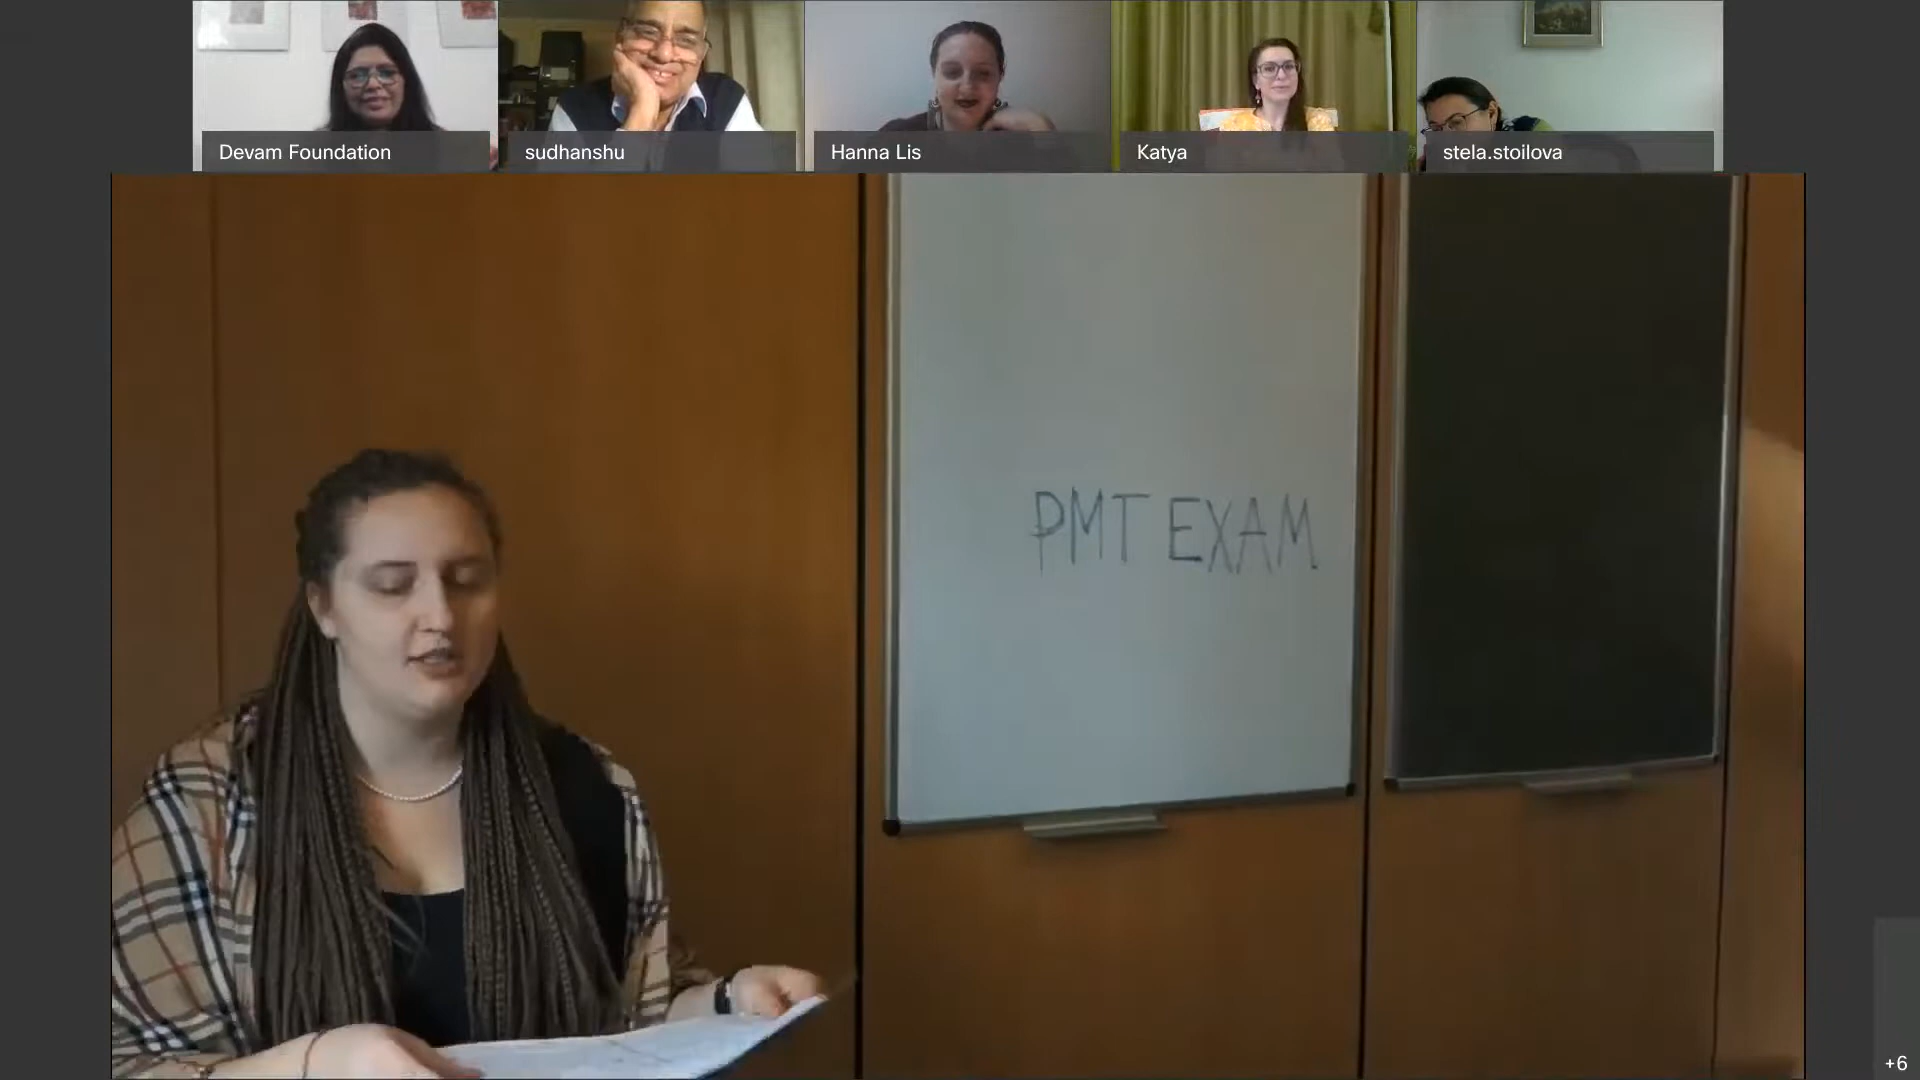 Devam Foundation
sudhanshu
Hanna Lis
Katya
stela.stoilova
PMT EXAM
+6